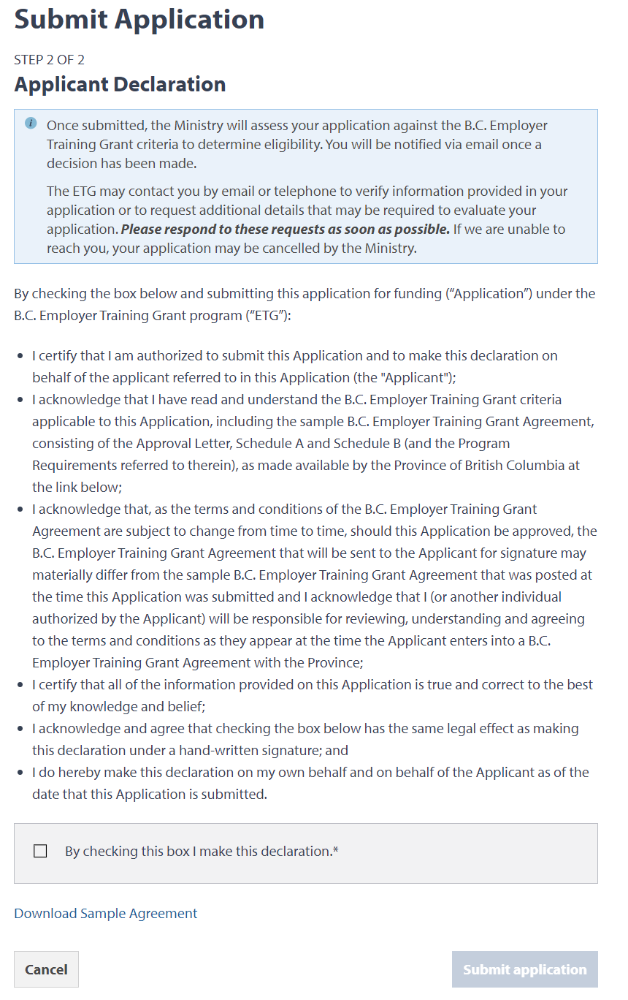 Submit Application
STEP 2 OF 2
Applicant Declaration
Once submitted, the Ministry will assess your application against the B.C. Employer
Training Grant criteria to determine eligibility. You will be notified via email once a
decision has been made.
The ETG may contact you by email or telephone to verify information provided in your
application or to request additional details that may be required to evaluate your
application. Please respond to these requests as soon as possible. If we are unable to
reach you, your application may be cancelled by the Ministry.
By checking the box below and submitting this application for funding (“Application”) under the
B.C. Employer Training Grant program (“ETG”):
• I certify that I am authorized to submit this Application and to make this declaration on
behalf of the applicant referred to in this Application (the "Applicant");
• I acknowledge that I have read and understand the B.C. Employer Training Grant criteria
applicable to this Application, including the sample B.C. Employer Training Grant Agreement,
consisting of the Approval Letter, Schedule A and Schedule B (and the Program
Requirements referred to therein), as made available by the Province of British Columbia at
the link below;
• I acknowledge that, as the terms and conditions of the B.C. Employer Training Grant
Agreement are subject to change from time to time, should this Application be approved, the
B.C. Employer Training Grant Agreement that will be sent to the Applicant for signature may
materially differ from the sample B.C. Employer Training Grant Agreement that was posted at
the time this Application was submitted and I acknowledge that I (or another individual
authorized by the Applicant) will be responsible for reviewing, understanding and agreeing
to the terms and conditions as they appear at the time the Applicant enters into a B.C.
Employer Training Grant Agreement with the Province;
• I certify that all of the information provided on this Application is true and correct to the best
of my knowledge and belief;
• I acknowledge and agree that checking the box below has the same legal effect as making
this declaration under a hand-written signature; and
• I do hereby make this declaration on my own behalf and on behalf of the Applicant as of the
date that this Application is submitted.
By checking this box I make this declaration.*
Download Sample Agreement
Cancel
Submit application